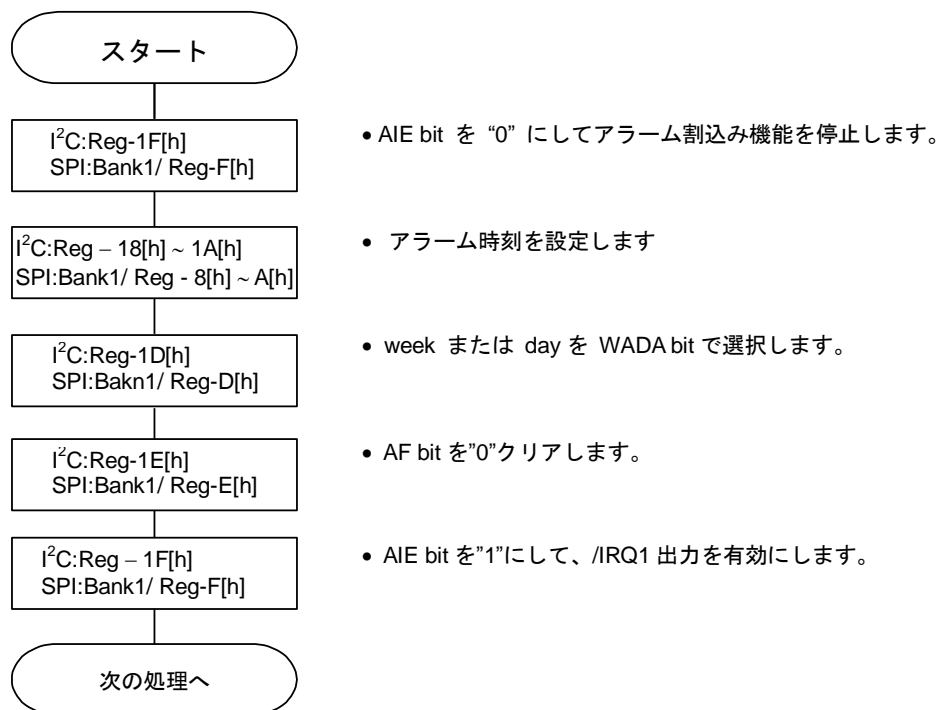 スタート
I²C:Reg-1F[h]
SPI:Bank1/ Reg-F[h]
• AIE bit を “0” にしてアラーム割込み機能を停止します。
I²C:Reg – 18[h] ~ 1A[h]
SPI:Bank1/ Reg - 8[h] ~ A[h]
• アラーム時刻を設定します
I²C:Reg-1D[h]
SPI:Bakn1/ Reg-D[h]
• week または day を WADA bit で選択します。
I²C:Reg-1E[h]
SPI:Bank1/ Reg-E[h]
• AF bit を”0”クリアします。
I²C:Reg – 1F[h]
SPI:Bank1/ Reg-F[h]
• AIE bit を”1”にして、/IRQ1 出力を有効にします。
次の処理へ